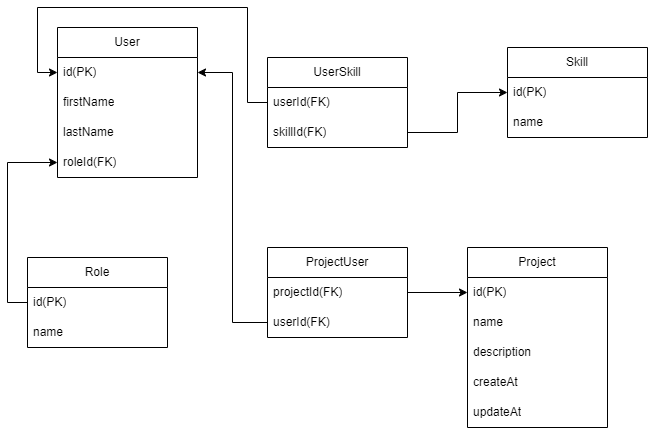 User
id(PK)
firstName
lastName
roleId(FK)
UserSkill
userId(FK)
skillId(FK)
Skill
id(PK)
name
Role
id(PK)
name
ProjectUser
projectId(FK)
userId(FK)
Project
id(PK)
name
description
createAt
updateAt